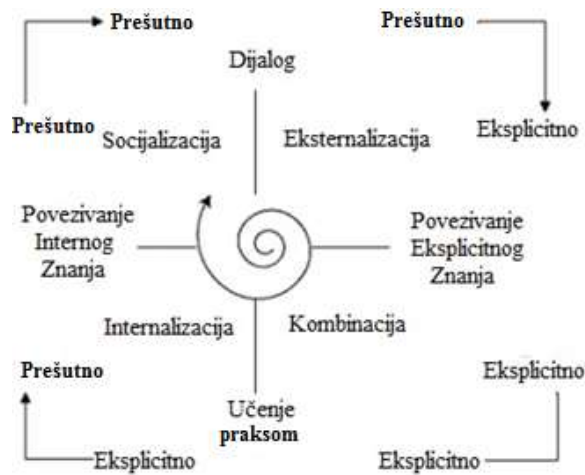 Prešutno
Prešutno
Dijalog
Prešutno
Socijalizacija
Eksternalizacija
Eksplicitno
Povezivanje
Internog
Znanja
Povezivanje
Eksplicitnog
Znanja
Internalizacija
Kombinacija
Prešutno
Eksplicitno
Učenje
praksom
Eksplicitno
Eksplicitno